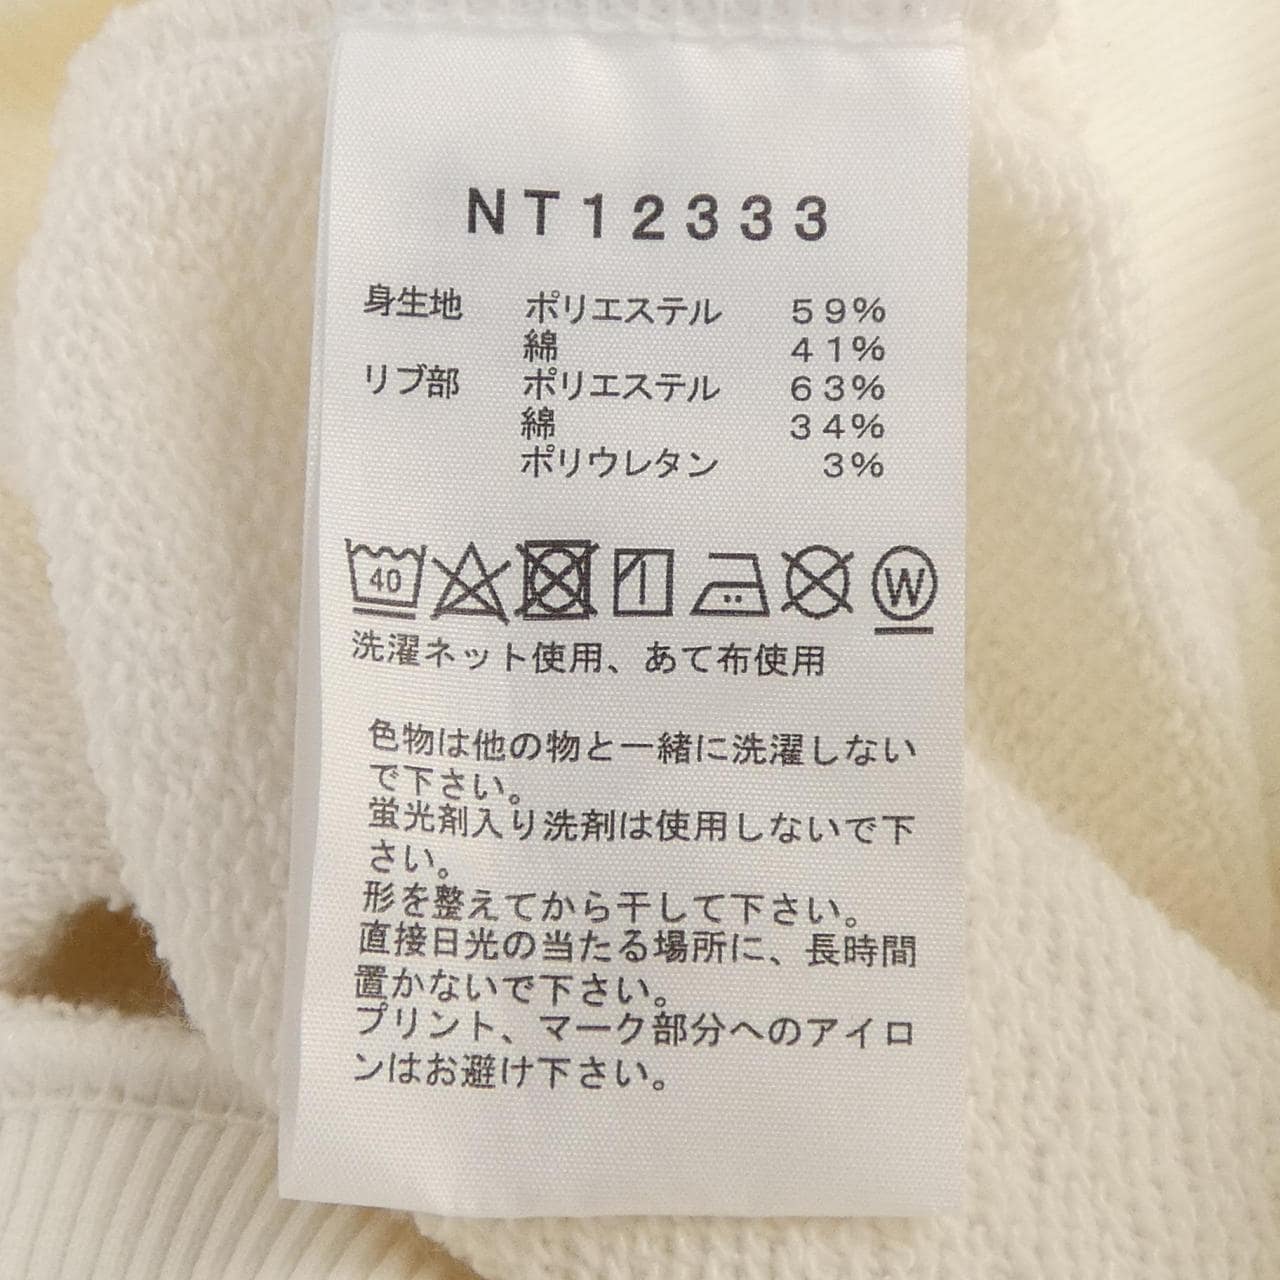 NT12333
身生地 ポリエステル 59%
綿 41%
リブ部 ポリエステル 63%
綿 34%
ポリウレタン 3%
40 W
洗濯ネット使用、あて布使用
色物は他の物と一緒に洗濯しない
で下さい。
蛍光剤入り洗剤は使用しないで下
さい。
形を整えてから干して下さい。
直接日光の当たる場所に、長時間
置かないで下さい。
プリント、マーク部分へのアイロ
ンはお避け下さい。